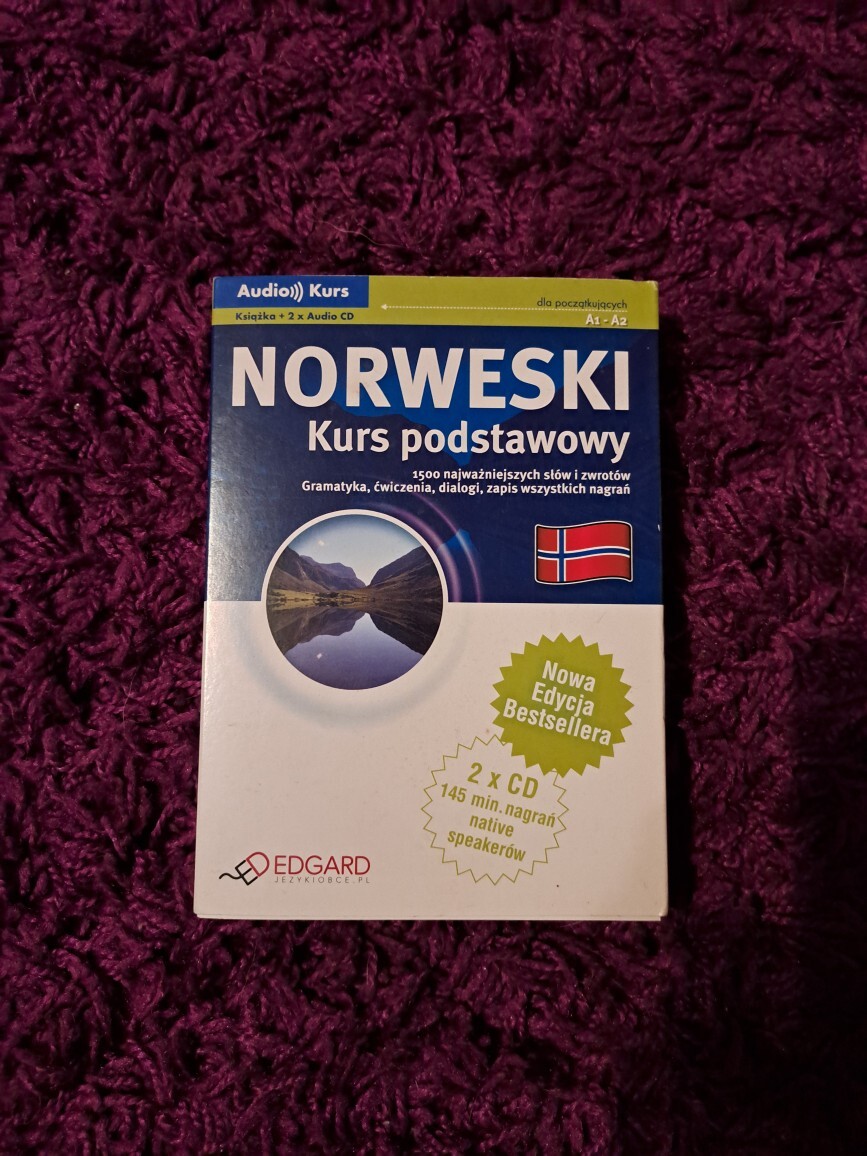 Audio))) Kurs
Książka + 2 x Audio CD
dla początkujących
A1 - A2
NORWESKI
Kurs podstawowy
1500 najważniejszych słów i zwrotów
Gramatyka, ćwiczenia, dialogi, zapis wszystkich nagrań
Nowa
Edycja
Bestsellera
2 x CD
145 min. nagrań
native
speakerów
ED EDGARD
JEZYKIOBCE.PL